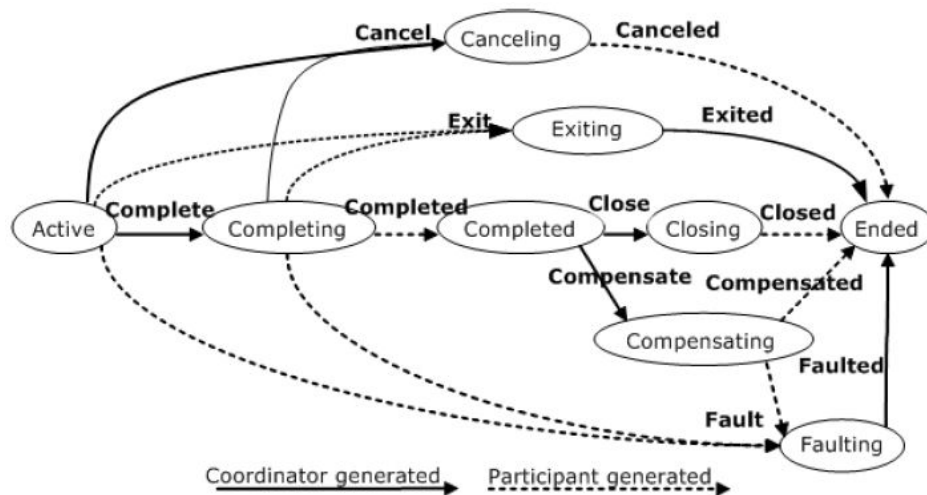 Cancel
Canceling
Canceled
Exit
Exiting
Exited
Active
Complete
Completing
Completed
Completed
Close
Closing
Closed
Ended
Compensate
Compensated
Compensating
Faulted
Fault
Faulting
Coordinator generated
Participant generated